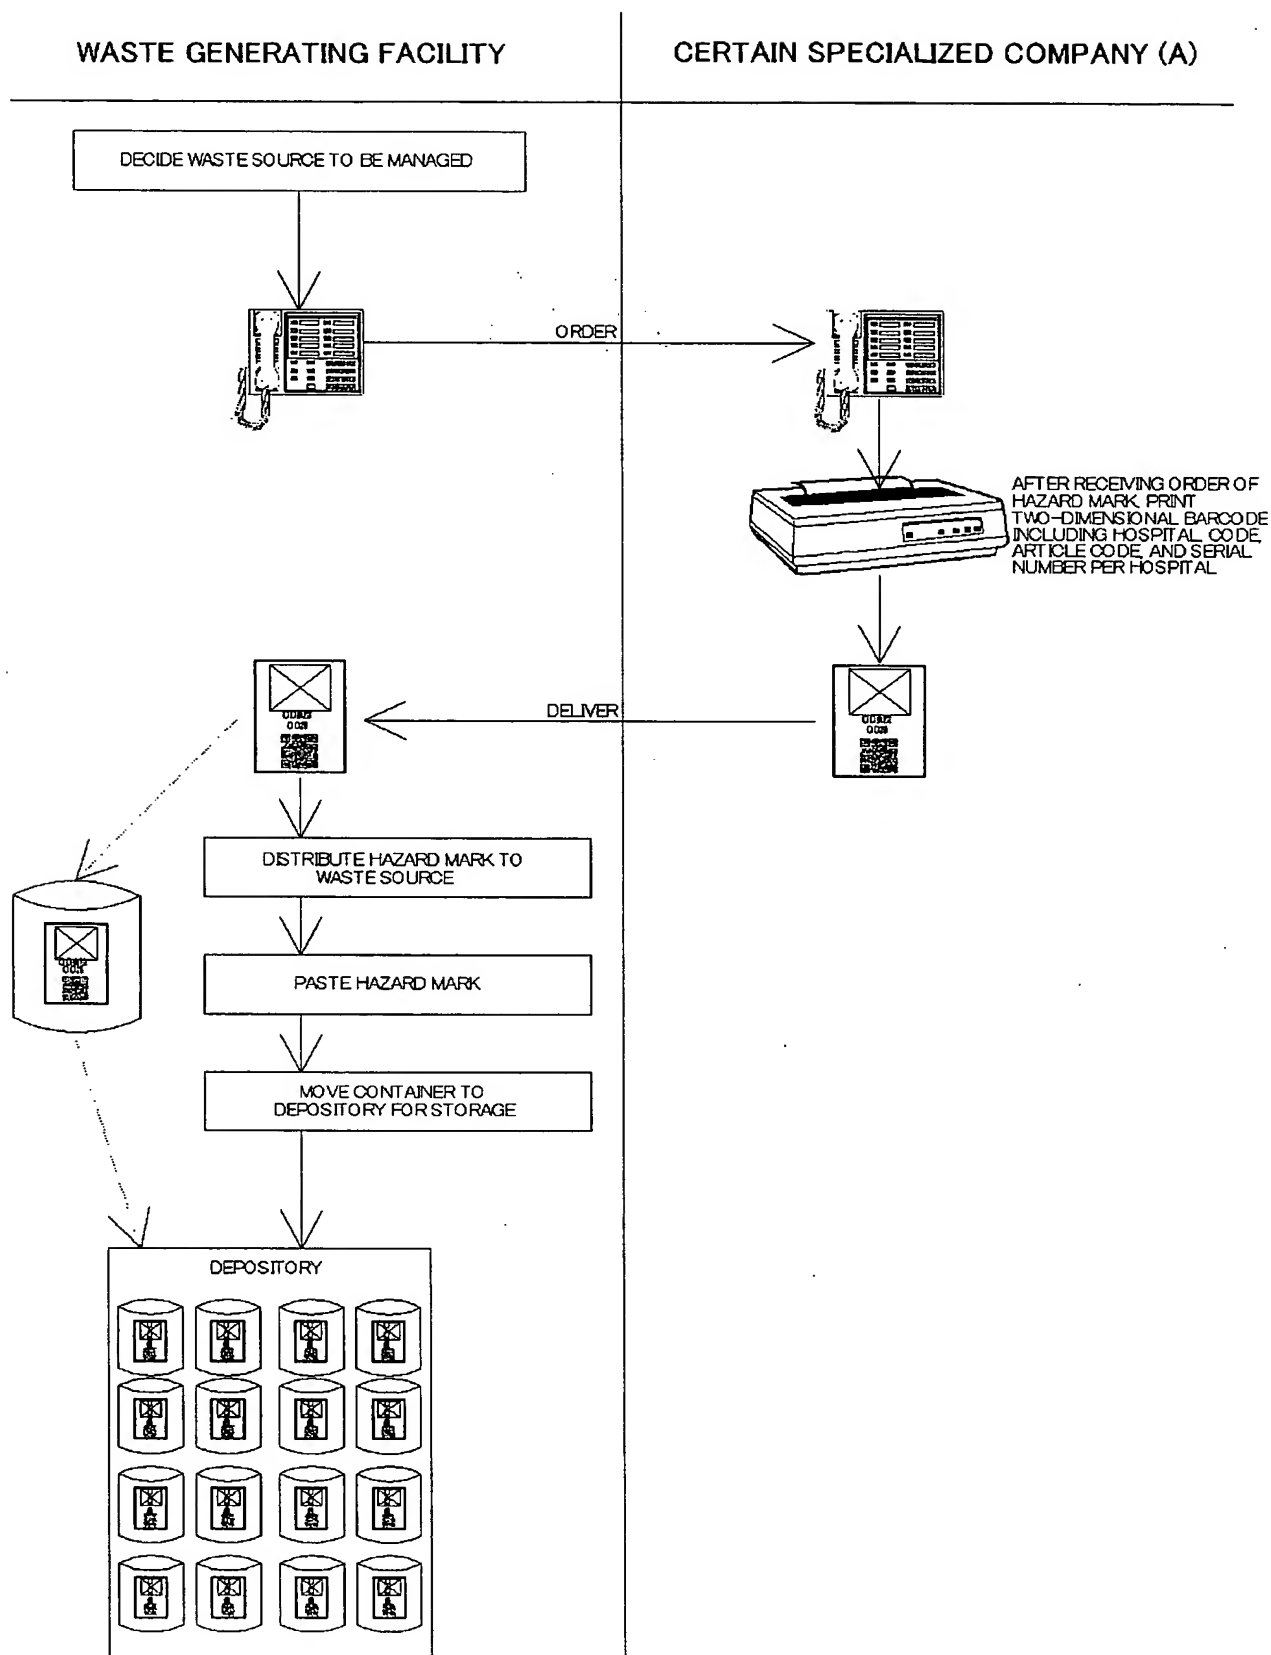 WASTE GENERATING FACILITY
CERTAIN SPECIALIZED COMPANY (A)
DECIDE WASTE SOURCE TO BE MANAGED
ORDER
AFTER RECEIVING ORDER OF
HAZARD MARK, PRINT
TWO-DIMENSIONAL BARCODE
INCLUDING HOSPITAL CODE,
ARTICLE CODE, AND SERIAL
NUMBER PER HOSPITAL
DELIVER
DISTRIBUTE HAZARD MARK TO
WASTE SOURCE
PASTE HAZARD MARK
MOVE CONTAINER TO
DEPOSITORY FOR STORAGE
DEPOSITORY